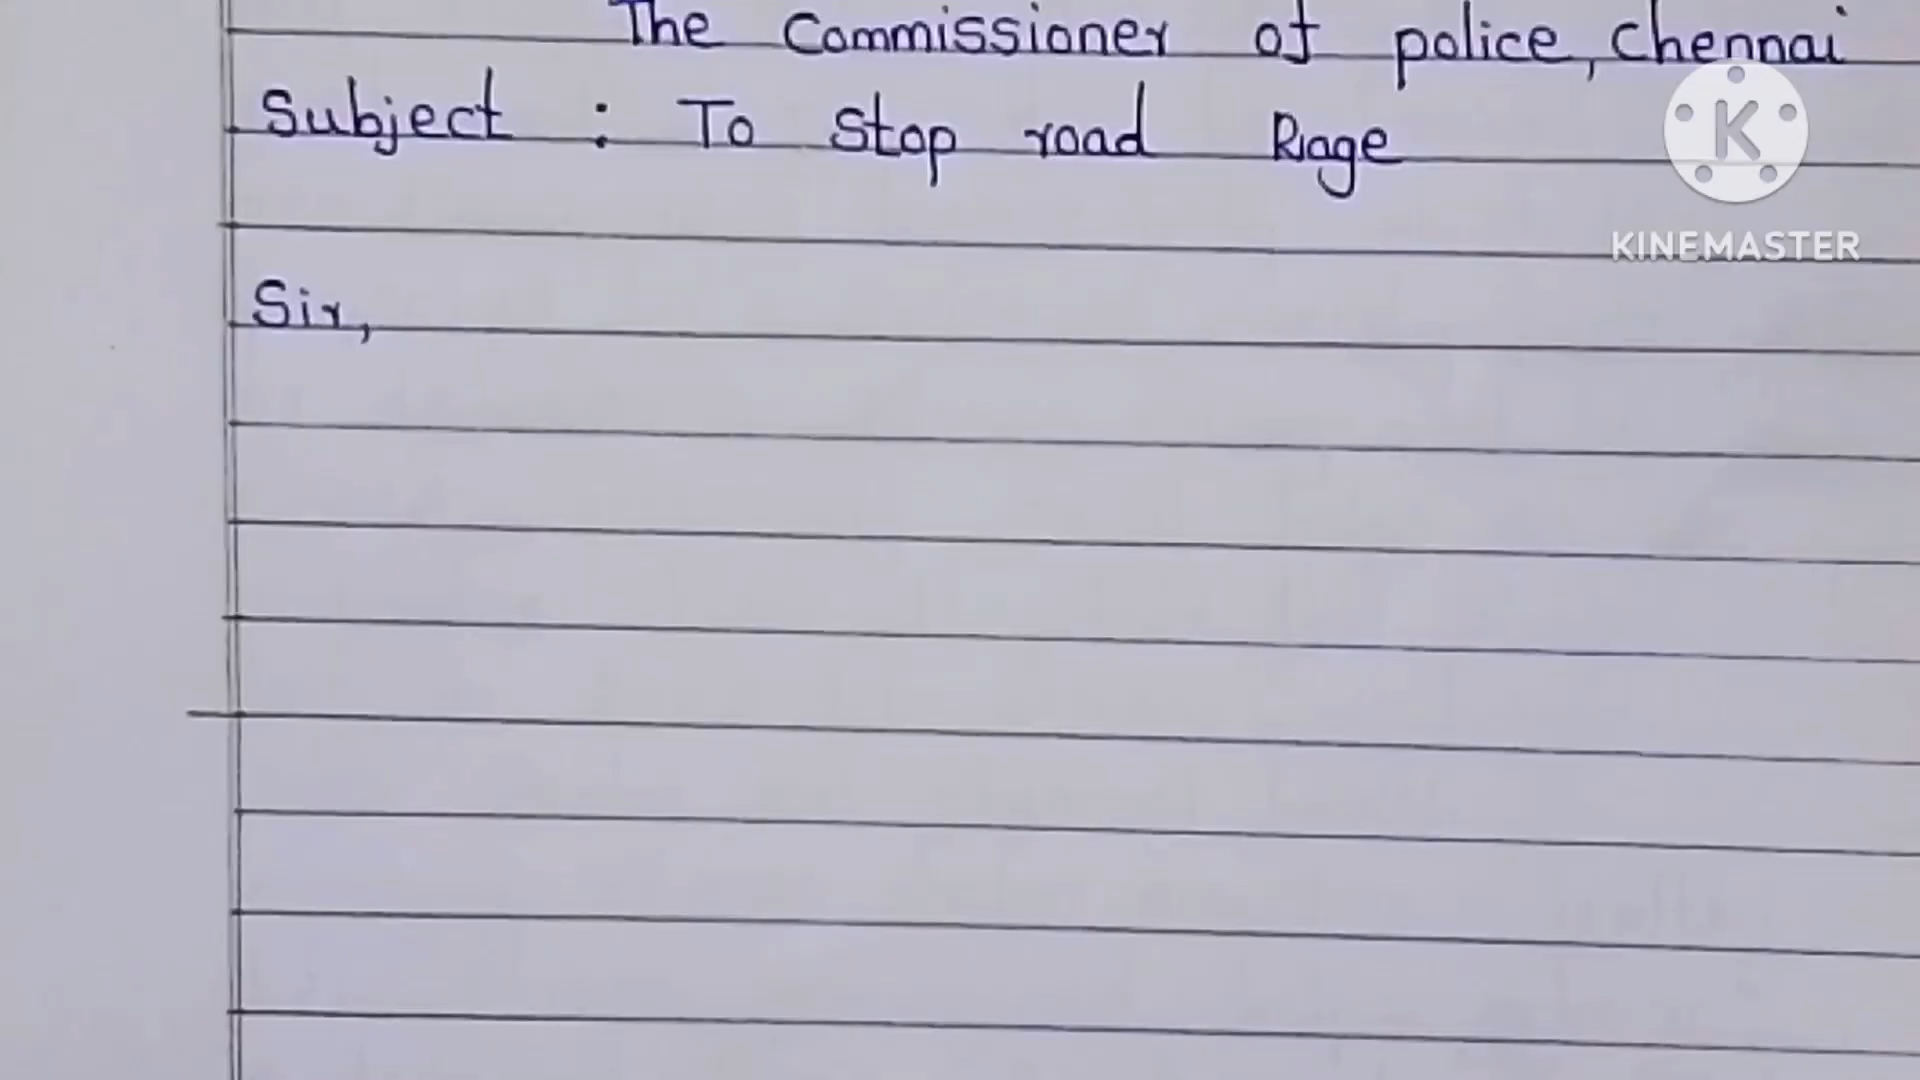 The Commissioner of police, Chennai
Subject : To stop road Rage
Sir,
K
KINEMASTER